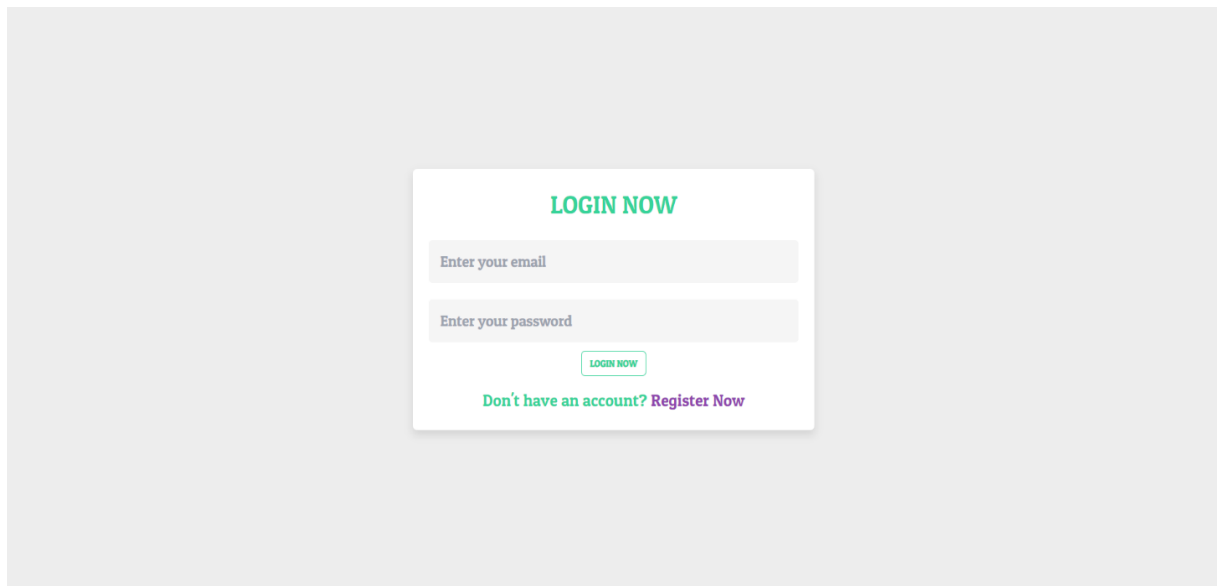 LOGIN NOW
Enter your email
Enter your password
LOGIN NOW
Don't have an account? Register Now